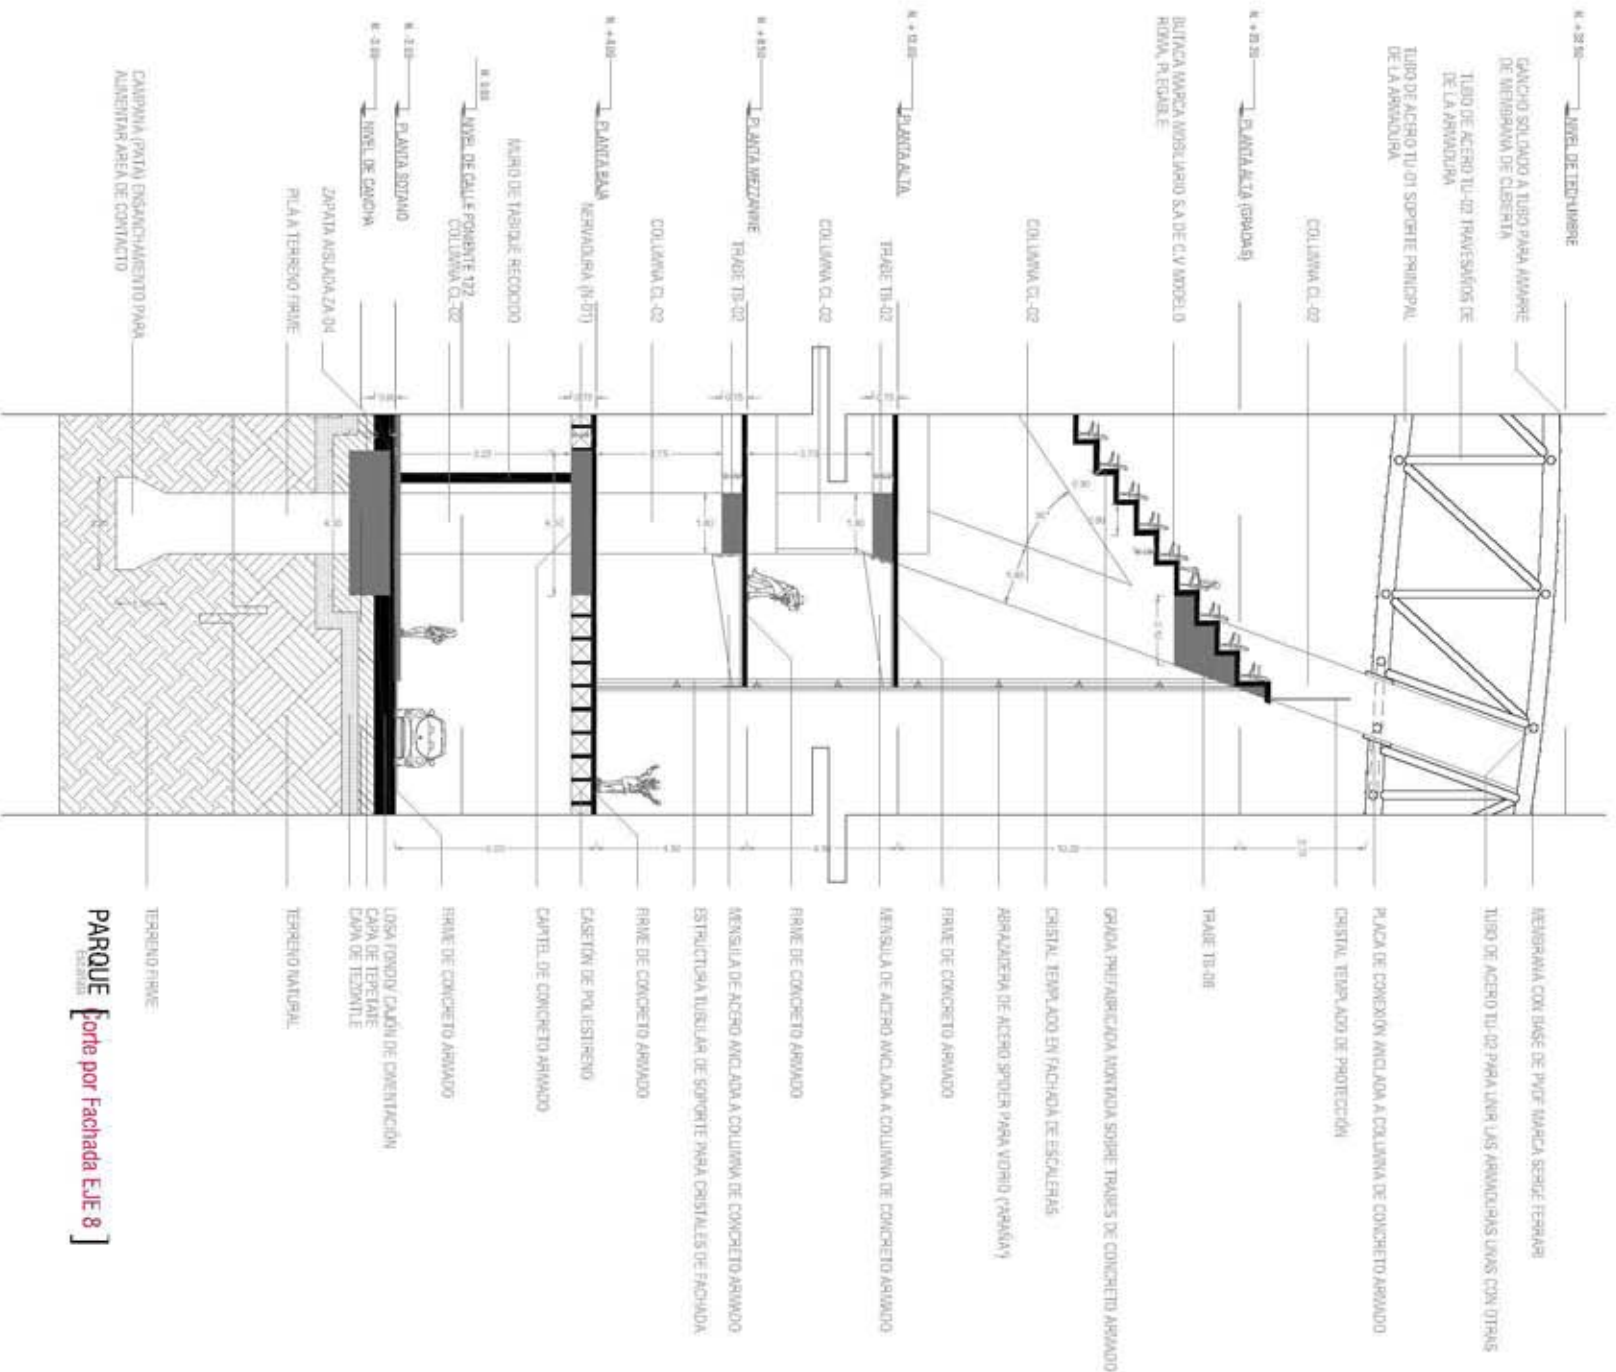 NIVEL DE TECHUMBRE
GANCHO SOLDADO A TUBO PARA AMARRE
DE MEMBRANA DE CUBIERTA
TUBO DE ACERO TU-02 TRAVESAÑOS DE
DE LA ARMADURA
TUBO DE ACERO TU-01 SOPORTE PRINCIPAL
DE LA ARMADURA
COLUMNA CL-02
PLANTA ALTA (GRADAS)
BUTACA MARCA MOBILIARIO S.A DE C.V MODELO
ROMA, PLEGABLE
COLUMNA CL-02
PLANTA ALTA
TRABE TB-02
COLUMNA CL-02
PLANTA MEZZANINE
TRABE TB-02
COLUMNA CL-02
N. +4.00
PLANTA BAJA
NERVADURA (N-01)
MURO DE TABIQUE RECOCIDO
N. 0.00
NIVEL DE CALLE PONIENTE 122
COLUMNA CL-02
PLANTA SOTANO
NIVEL DE CANCHA
ZAPATA AISLADA ZA-04
PILA A TERRENO FIRME
CAMPANA (PATA) ENSANCHAMIENTO PARA
AUMENTAR AREA DE CONTACTO
MEMBRANA CON BASE DE PVDF MARCA SERGE FERRARI
TUBO DE ACERO TU-02 PARA UNIR LAS ARMADURAS UNAS CON OTRAS
PLACA DE CONEXIÓN ANCLADA A COLUMNA DE CONCRETO ARMADO
CRISTAL TEMPLADO DE PROTECCIÓN
TRABE TB-08
GRADA PREFABRICADA MONTADA SOBRE TRABES DE CONCRETO ARMADO
CRISTAL TEMPLADO EN FACHADA DE ESCALERAS
ABRAZADERA DE ACERO SPIDER PARA VIDRIO ("ARAÑA")
FIRME DE CONCRETO ARMADO
MENSULA DE ACERO ANCLADA A COLUMNA DE CONCRETO ARMADO
FIRME DE CONCRETO ARMADO
MENSULA DE ACERO ANCLADA A COLUMNA DE CONCRETO ARMADO
ESTRUCTURA TUBULAR DE SOPORTE PARA CRISTALES DE FACHADA
FIRME DE CONCRETO ARMADO
CASETÓN DE POLIESTIRENO
CAPITEL DE CONCRETO ARMADO
FIRME DE CONCRETO ARMADO
LOSA FONDO/ CAJÓN DE CIMENTACIÓN
CAPA DE TEPETATE
CAPA DE TEZONTLE
TERRENO NATURAL
TERRENO FIRME
PARQUE [Corte por Fachada EJE 8 ]